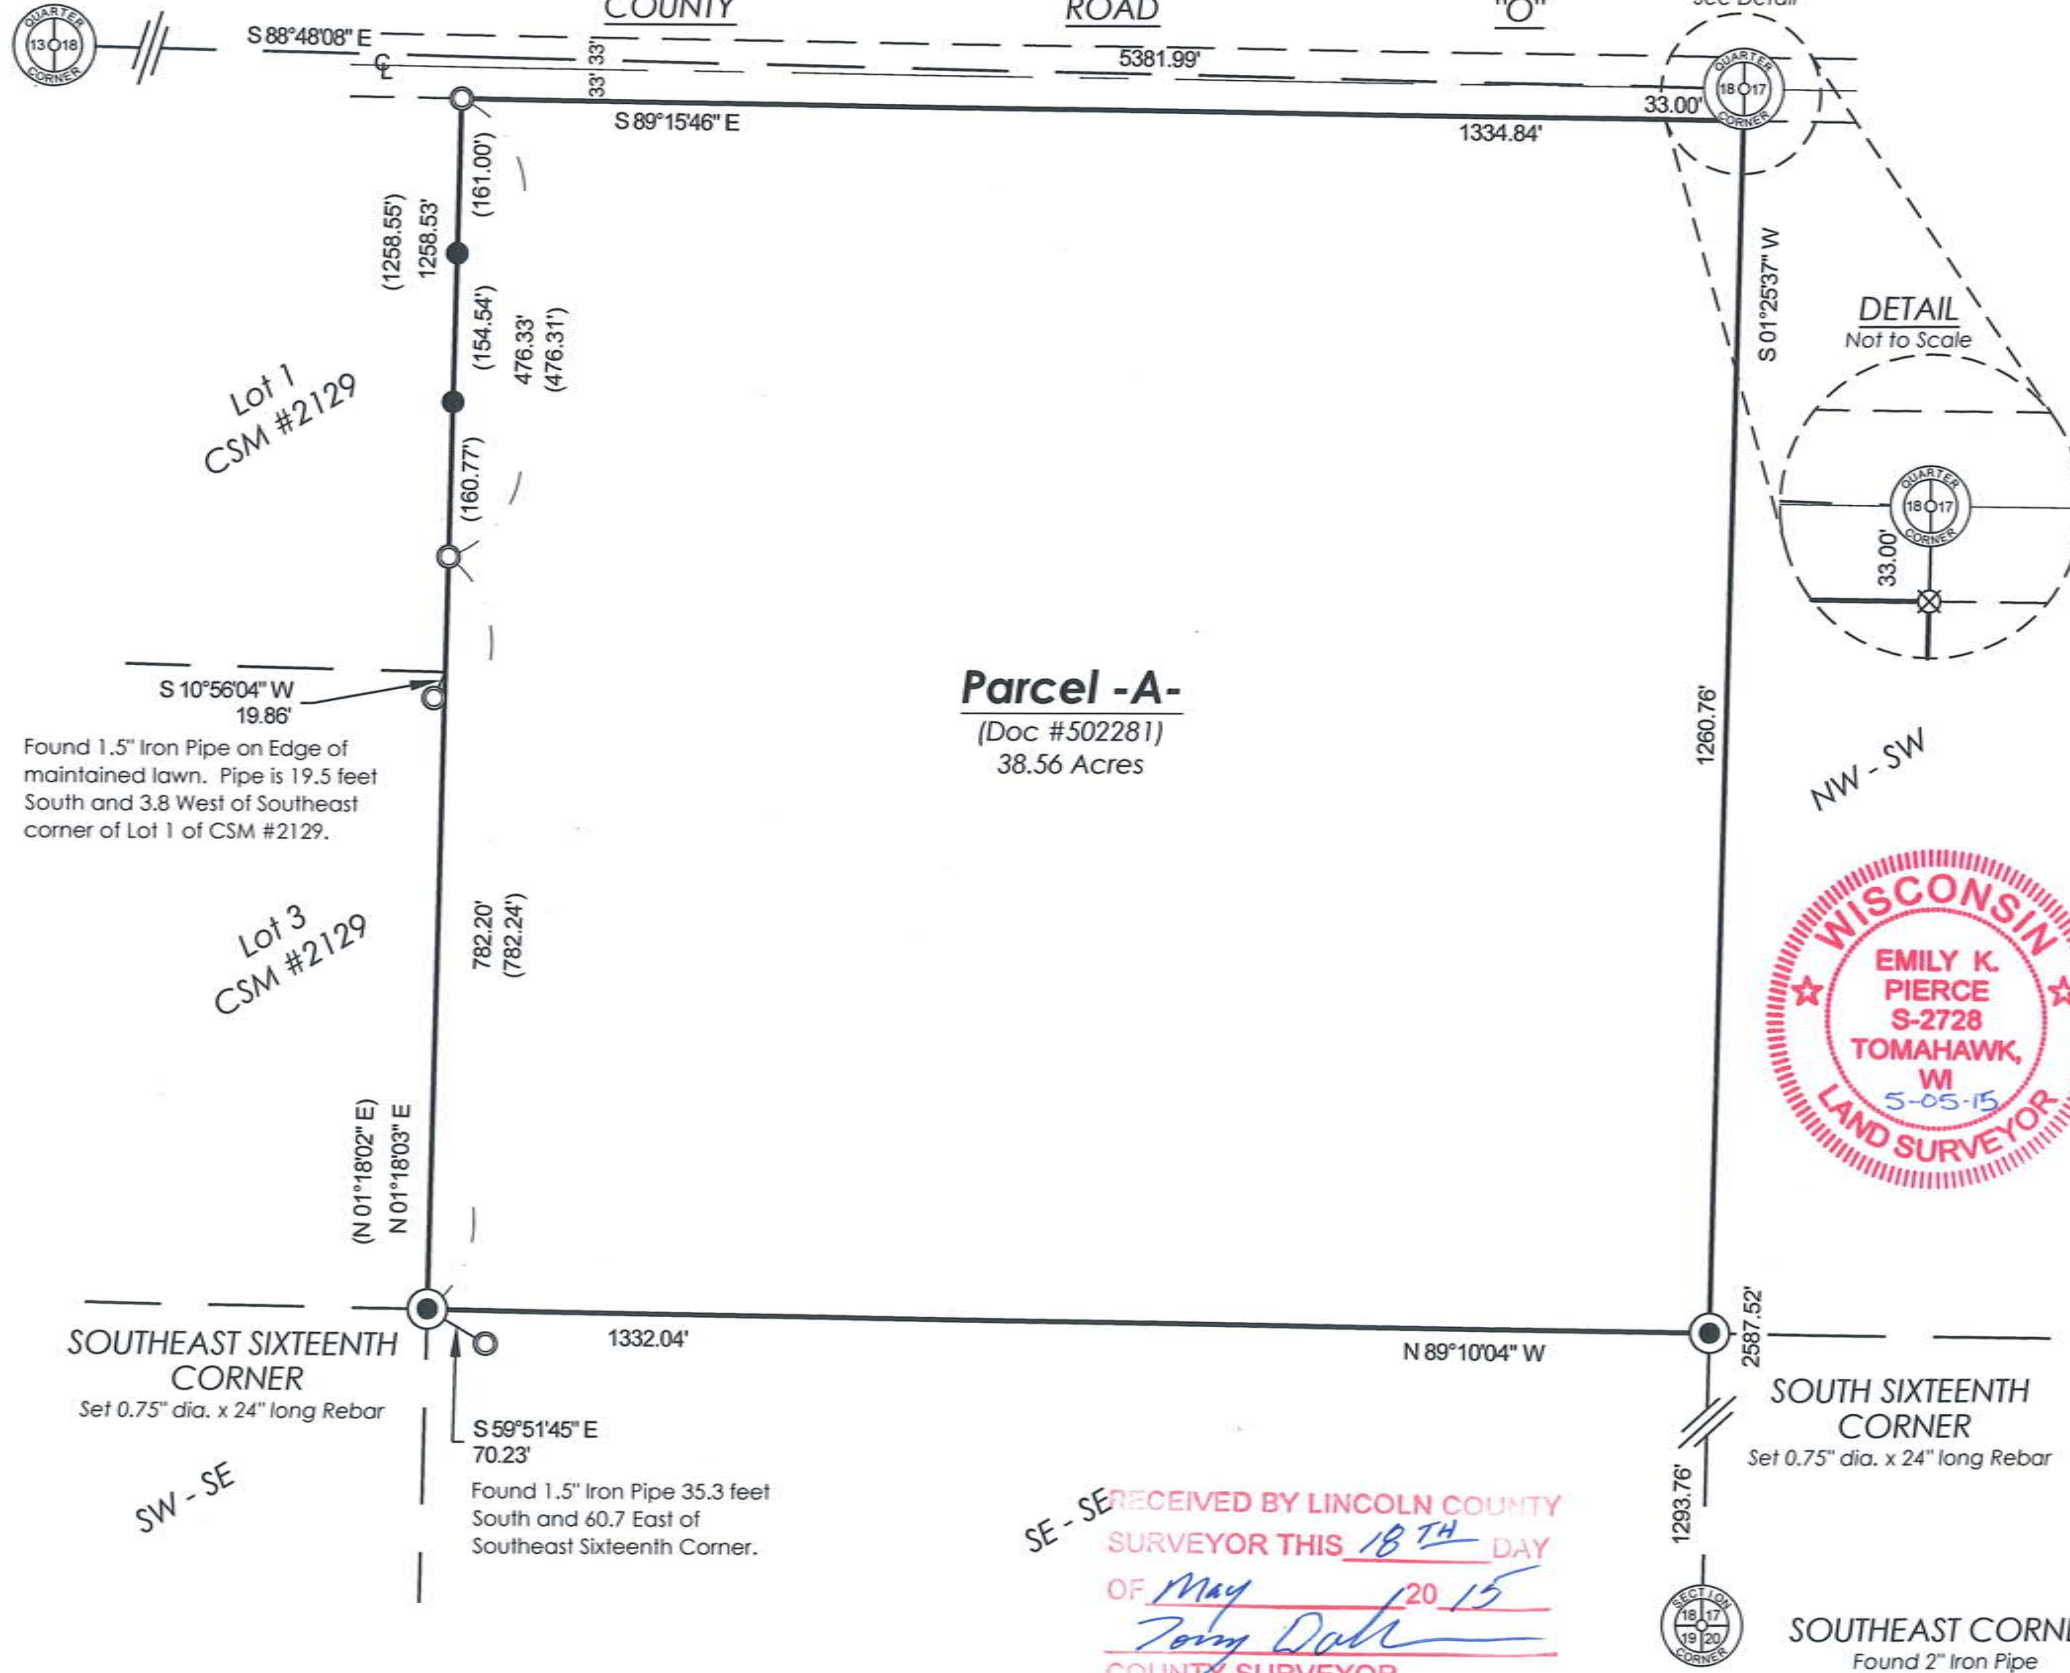 COUNTY ROAD "O"
See Detail
QUARTER
13 18
CORNER
S 88°48'08" E
33' 33'
5381.99'
QUARTER
18 17
CORNER
33.00'
S 89°15'46" E
1334.84'
(161.00')
(1258.55')
1258.53'
(154.54')
476.33'
(476.31')
(160.77')
Lot 1
CSM #2129
S 01°25'37" W
DETAIL
Not to Scale
QUARTER
18 17
CORNER
33.00'
S 10°56'04" W
19.86'
Found 1.5" Iron Pipe on Edge of
maintained lawn. Pipe is 19.5 feet
South and 3.8 West of Southeast
corner of Lot 1 of CSM #2129.
Parcel -A-
(Doc #502281)
38.56 Acres
1260.76'
NW - SW
Lot 3
CSM #2129
782.20'
(782.24')
WISCONSIN
EMILY K.
PIERCE
S-2728
TOMAHAWK,
WI
5-05-15
LAND SURVEYOR
(N 01°18'02" E)
N 01°18'03" E
SOUTHEAST SIXTEENTH
CORNER
Set 0.75" dia. x 24" long Rebar
1332.04'
N 89°10'04" W
2587.52'
SOUTH SIXTEENTH
CORNER
Set 0.75" dia. x 24" long Rebar
S 59°51'45" E
70.23'
Found 1.5" Iron Pipe 35.3 feet
South and 60.7 East of
Southeast Sixteenth Corner.
SW - SE
SE - SE
RECEIVED BY LINCOLN COUNTY
SURVEYOR THIS 18TH DAY
OF May 20 15
Tony Dall
COUNTY SURVEYOR
1293.76'
SECTION
18 17
19 20
CORNER
SOUTHEAST CORNE
Found 2" Iron Pipe